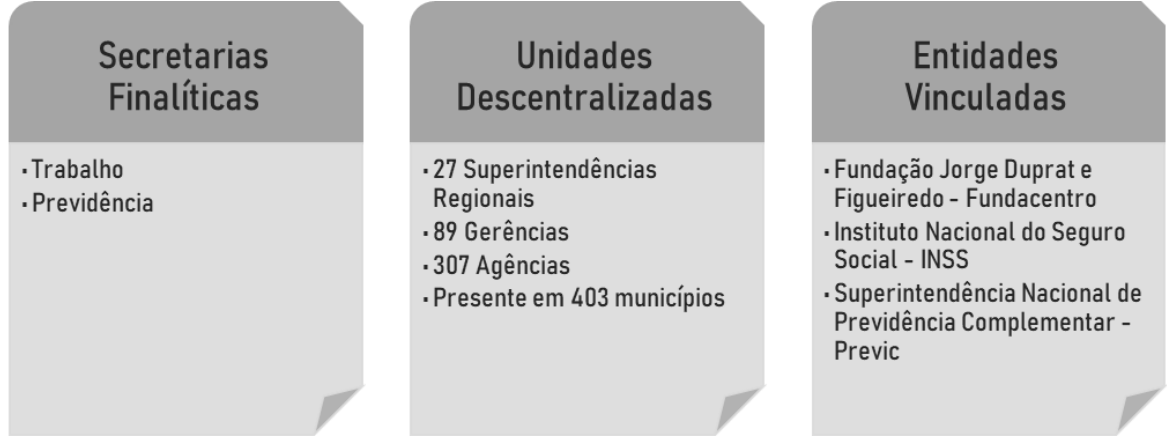 Secretarias
Finalíticas
· Trabalho
· Previdência
Unidades
Descentralizadas
· 27 Superintendências
Regionais
· 89 Gerências
· 307 Agências
· Presente em 403 municípios
Entidades
Vinculadas
· Fundação Jorge Duprat e
Figueiredo - Fundacentro
· Instituto Nacional do Seguro
Social - INSS
· Superintendência Nacional de
Previdência Complementar -
Previc